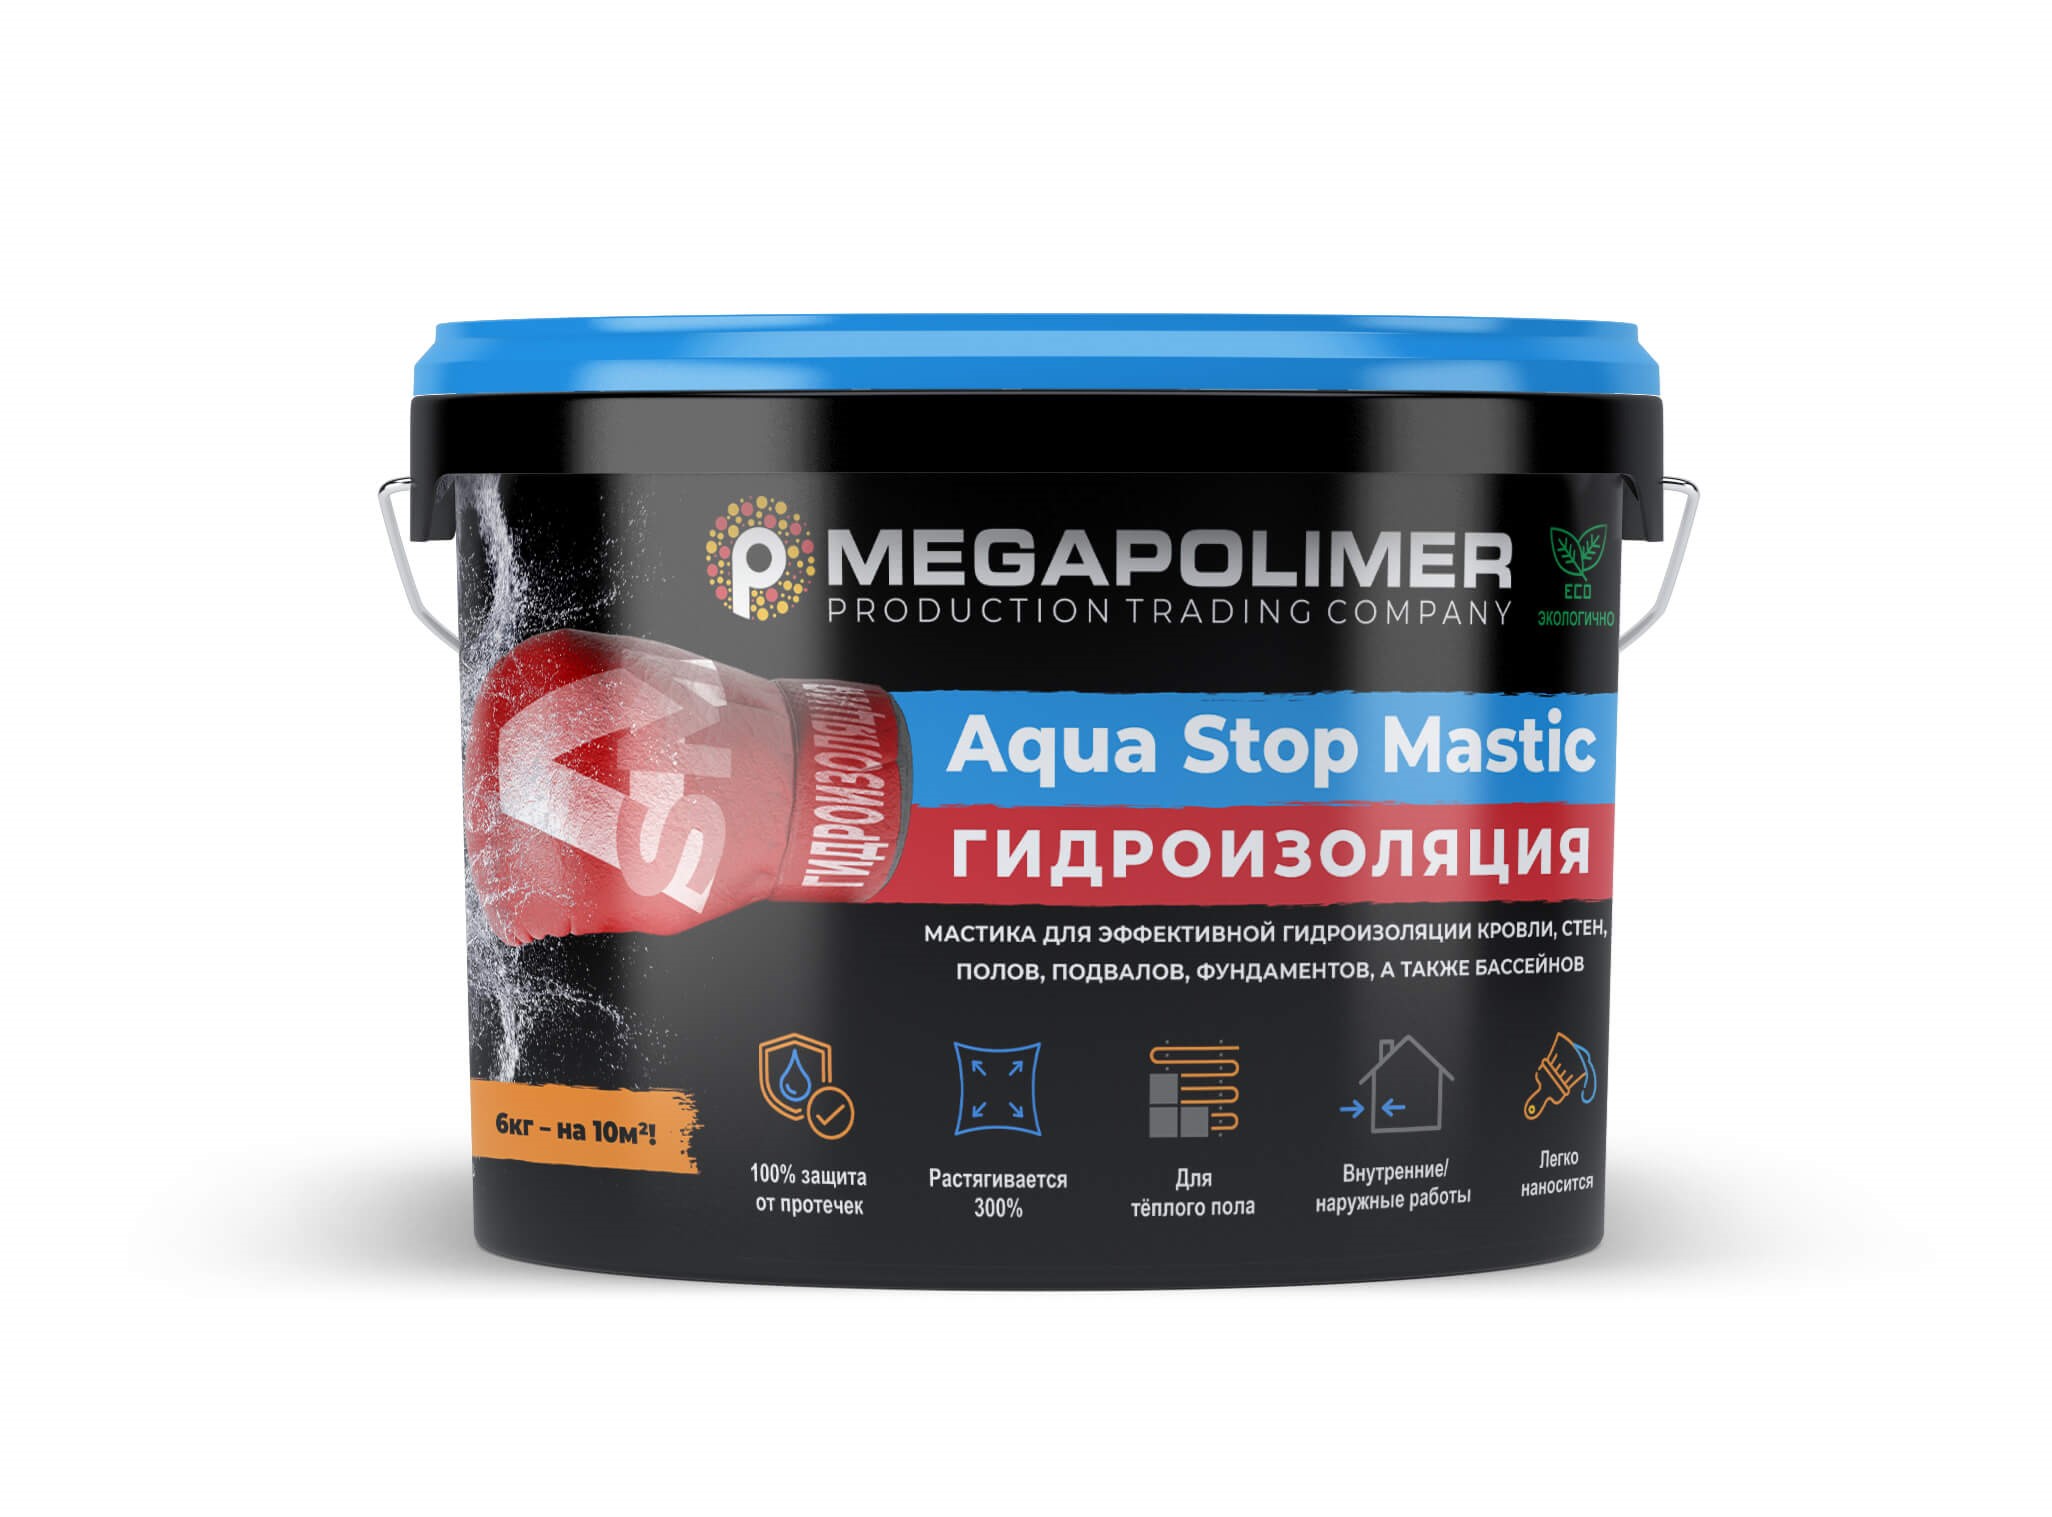 MEGAPOLIMER
PRODUCTION TRADING COMPANY
ECO
ЭКОЛОГИЧНО
ASM
ГИДРОИЗОЛЯЦИЯ
Aqua Stop Mastic
ГИДРОИЗОЛЯЦИЯ
МАСТИКА ДЛЯ ЭФФЕКТИВНОЙ ГИДРОИЗОЛЯЦИИ КРОВЛИ, СТЕН,
ПОЛОВ, ПОДВАЛОВ, ФУНДАМЕНТОВ, А ТАКЖЕ БАССЕЙНОВ
6кг – на 10м²!
100% защита
от протечек
Растягивается
300%
Для
тёплого пола
Внутренние/
наружные работы
Легко
наносится